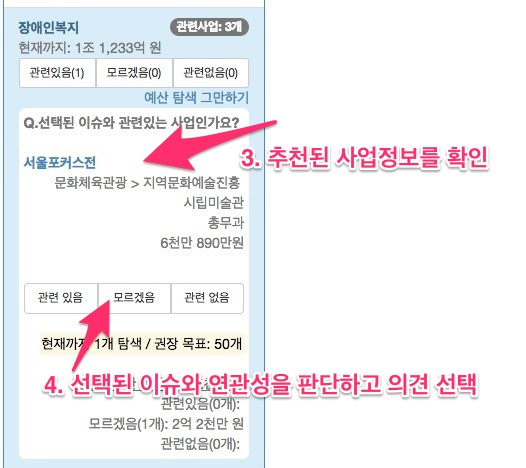 장애인복지
관련사업: 3개
현재까지: 1조 1,233억 원
관련있음(1) 모르겠음(0) 관련없음(0)
예산 탐색 그만하기
Q.선택된 이슈와 관련있는 사업인가요?
3. 추천된 사업정보를 확인
서울포커스전
문화체육관광 > 지역문화예술진흥
시립미술관
총무과
6천만 890만원
관련 있음 모르겠음 관련 없음
현재까지 1개 탐색 / 권장 목표: 50개
4. 선택된 이슈와 연관성을 판단하고 의견 선택
관련있음(0개):
모르겠음(1개): 2억 2천만 원
관련없음(0개):